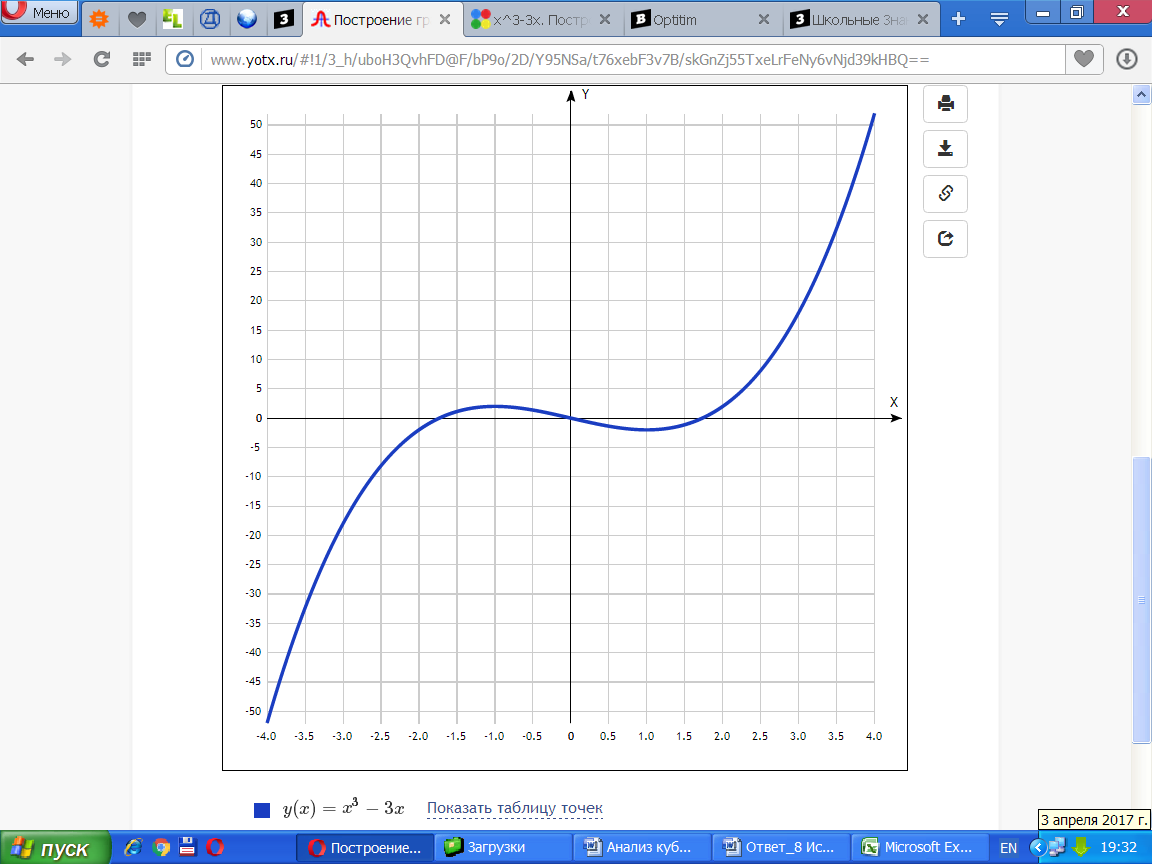 Меню
Построение гр
x^3-3x. Постр
Optitim
Школьные Зна
www.yotx.ru/#!1/3_h/uboH3QvhFD@F/bP9o/2D/Y95NSa/t76xebF3v7B/skGnZj55TxeLrFeNy6vNjd39kHBQ==
Y
50
45
40
35
30
25
20
15
10
5
X
0
-5
-10
-15
-20
-25
-30
-35
-40
-45
-50
-4.0 -3.5 -3.0 -2.5 -2.0 -1.5 -1.0 -0.5 0 0.5 1.0 1.5 2.0 2.5 3.0 3.5 4.0
y(x) = x³ − 3x Показать таблицу точек
3 апреля 2017 г.
пуск Построение... Загрузки Анализ куб... Ответ_8 Ис... Microsoft Ex... EN 19:32